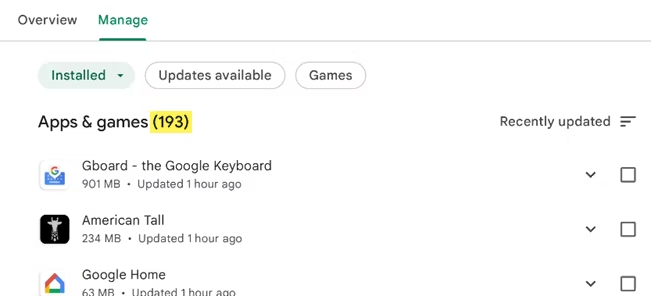 Overview Manage
Installed Updates available Games
Apps & games (193) Recently updated
Gboard - the Google Keyboard
901 MB • Updated 1 hour ago
American Tall
234 MB • Updated 1 hour ago
Google Home
63 MB • Updated 1 hour ago